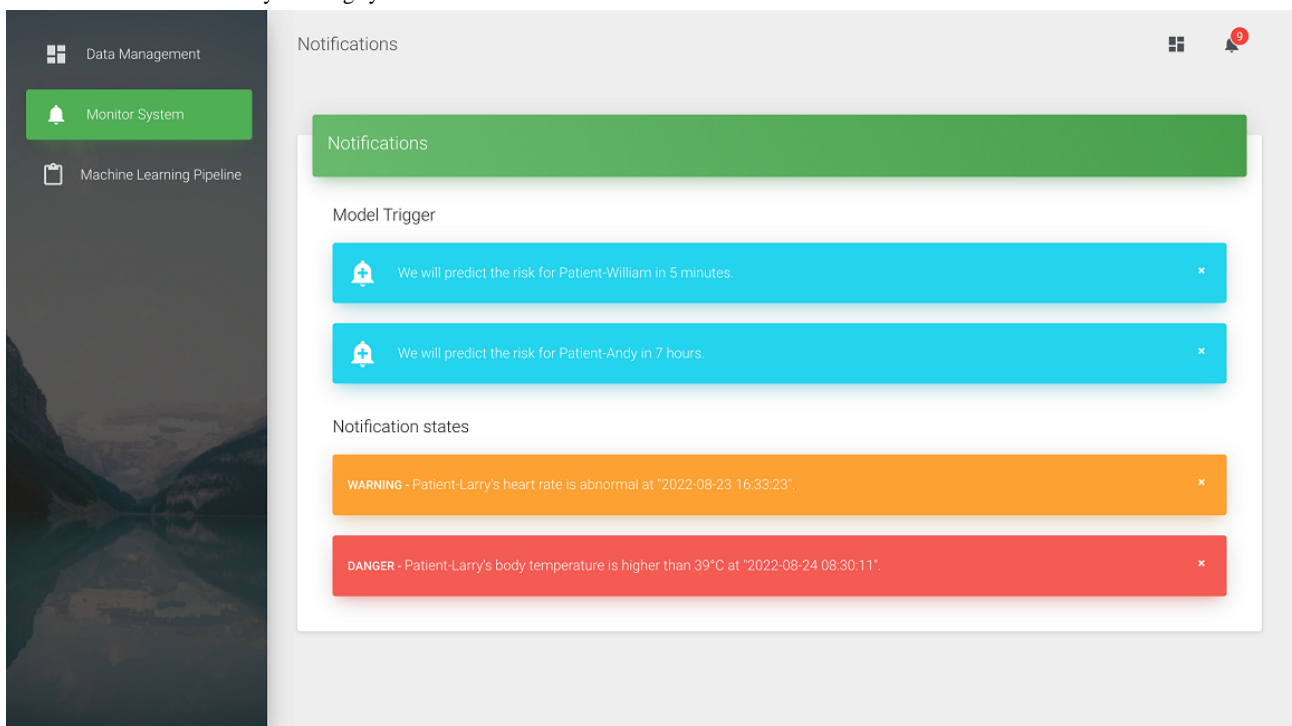 Data Management
Monitor System
Machine Learning Pipeline
Notifications
9
Notifications
Model Trigger
We will predict the risk for Patient-William in 5 minutes. ×
We will predict the risk for Patient-Andy in 7 hours. ×
Notification states
WARNING - Patient-Larry's heart rate is abnormal at "2022-08-23 16:33:23". ×
DANGER - Patient-Larry's body temperature is higher than 39°C at "2022-08-24 08:30:11". ×